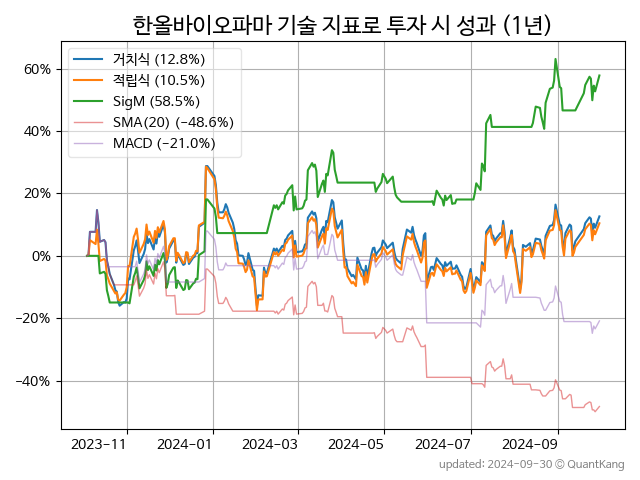 한올바이오파마 기술 지표로 투자 시 성과 (1년)
거치식 (12.8%)
적립식 (10.5%)
SigM (58.5%)
SMA(20) (−48.6%)
MACD (−21.0%)
60%
40%
20%
0%
−20%
−40%
2023-11 2024-01 2024-03 2024-05 2024-07 2024-09
updated: 2024-09-30 © QuantKang